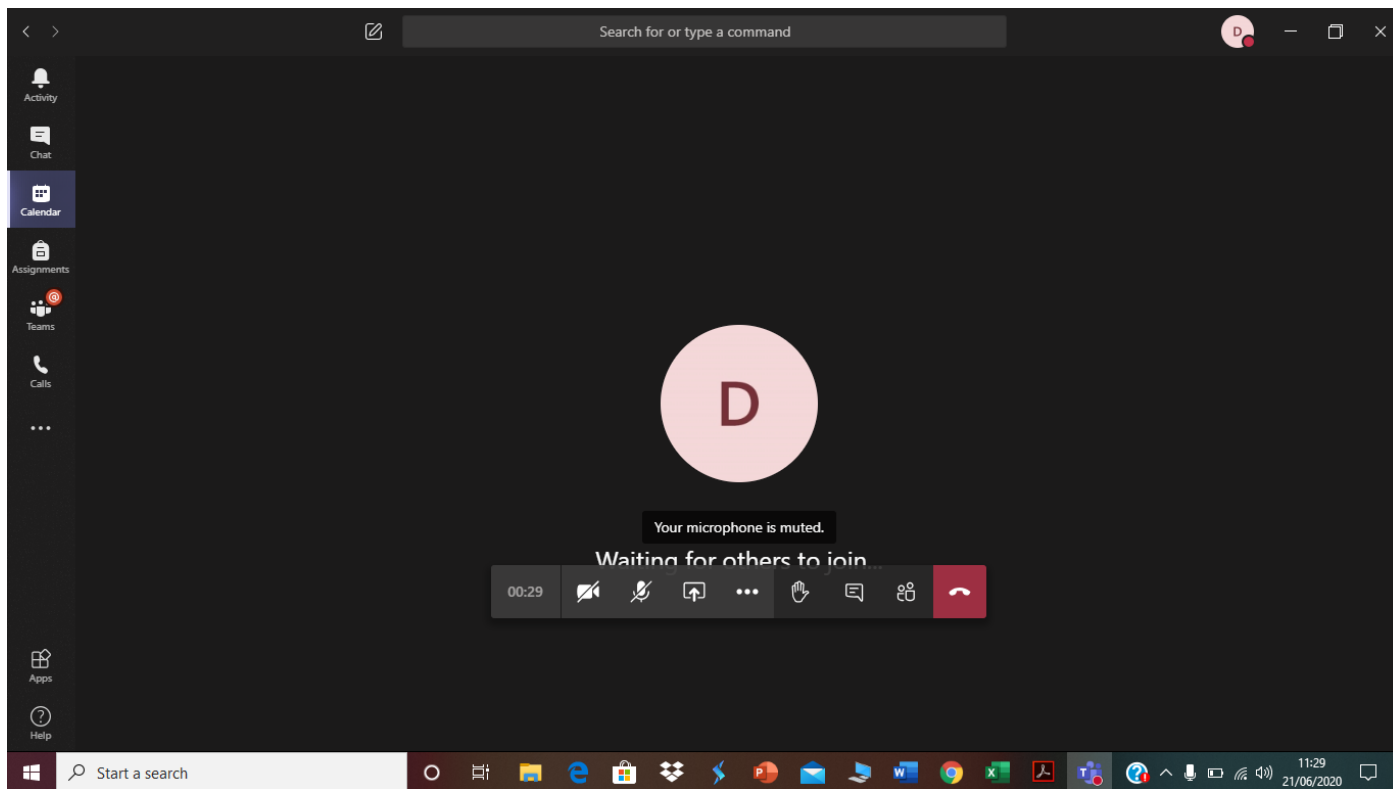 Search for or type a command
D
Activity
Chat
Calendar
Assignments
Teams
Calls
D
Your microphone is muted.
Waiting for others to join...
00:29
Apps
Help
Start a search
11:29
21/06/2020